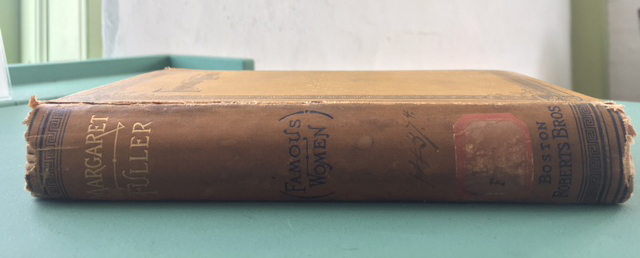 MARGARET
FULLER
(FAMOUS
WOMEN)
F
BOSTON
ROBERTS BROS.